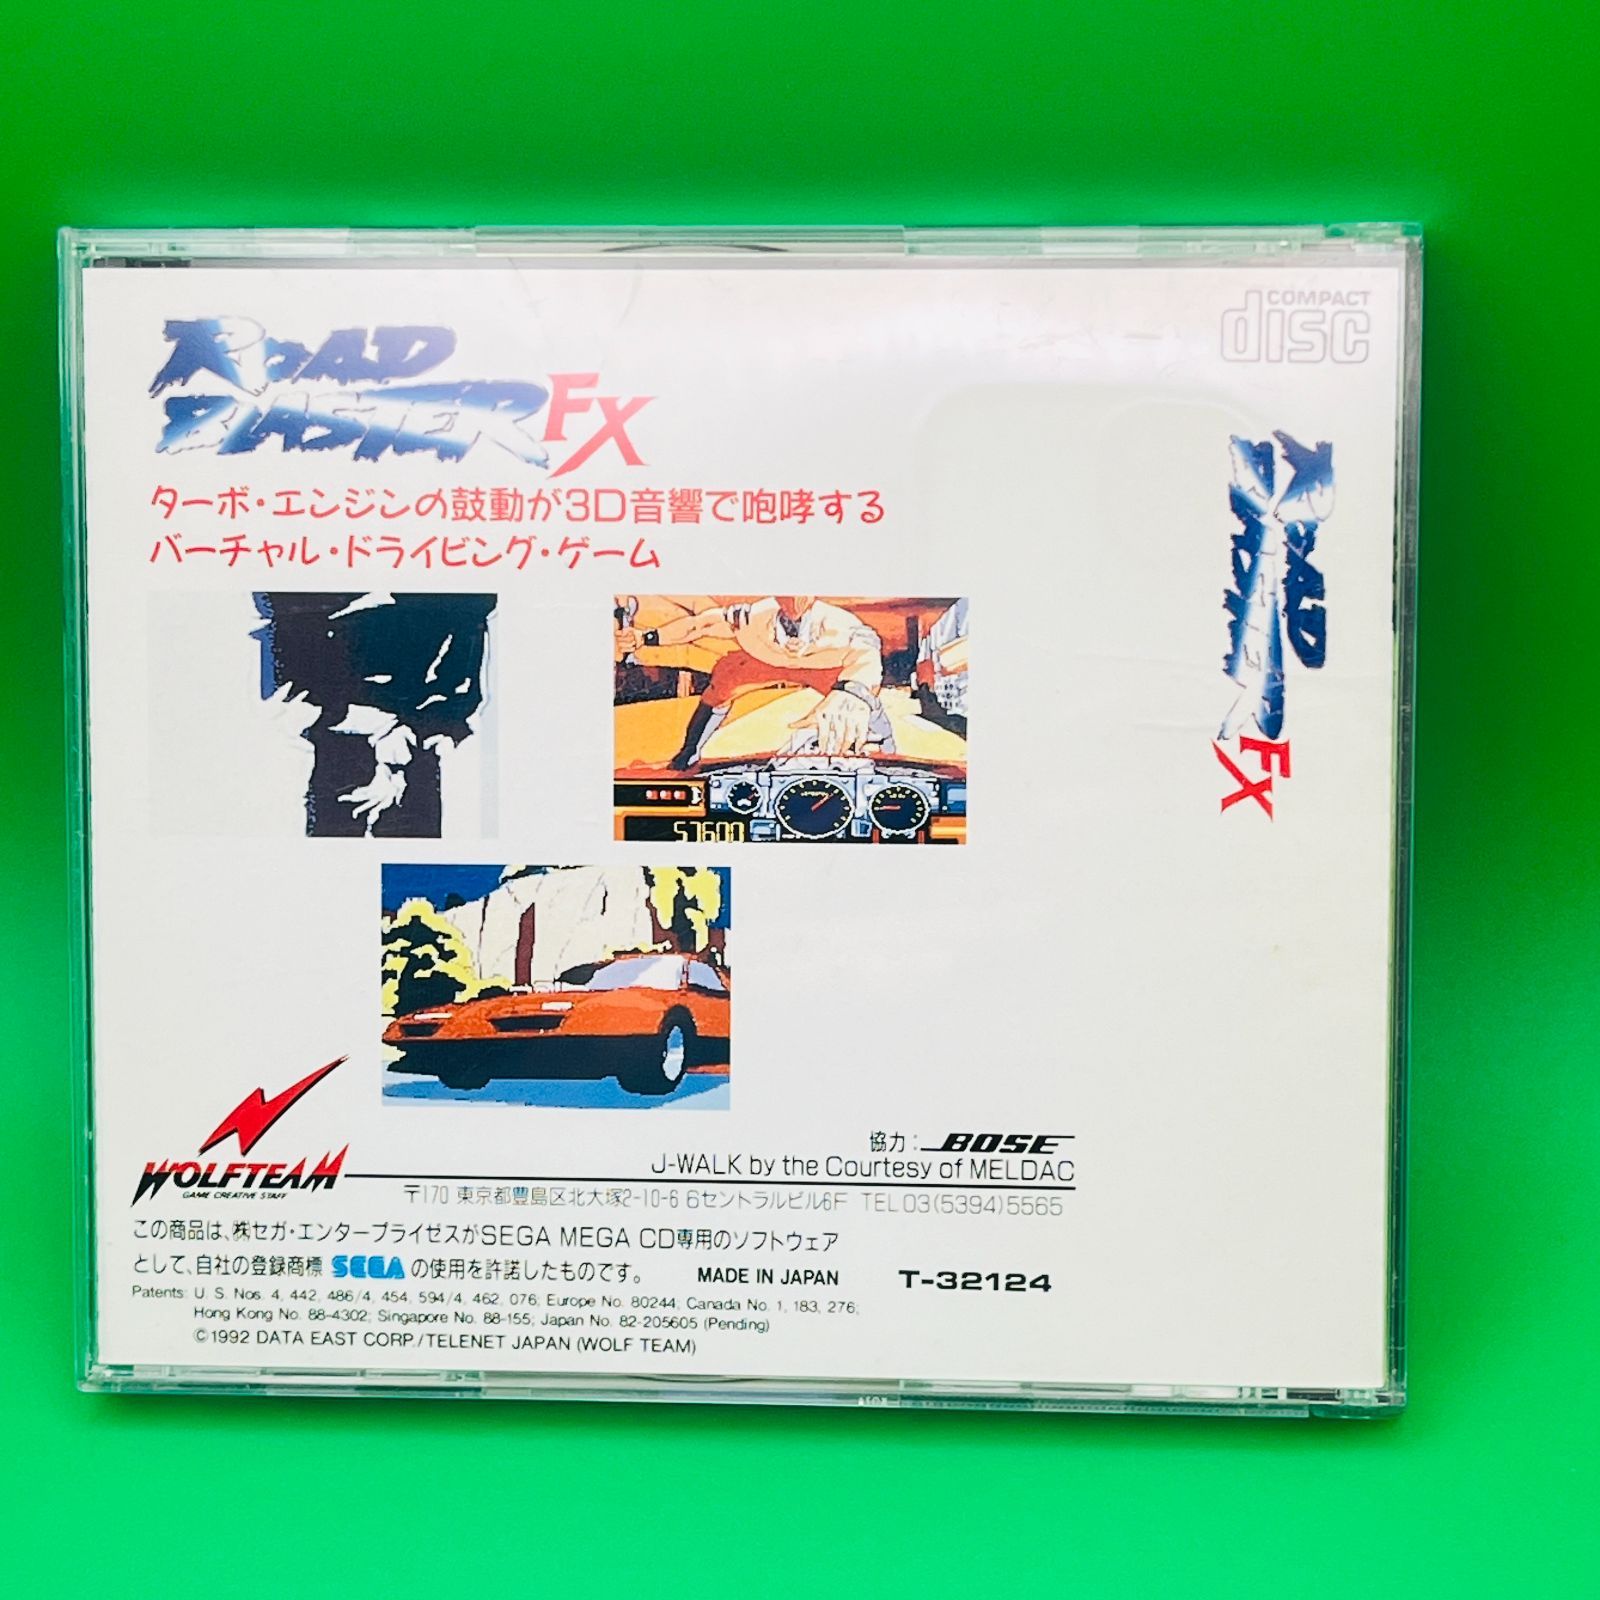 COMPACT
disc
ROAD
BLASTER FX
ターボ・エンジンの鼓動が3D音響で咆哮する
バーチャル・ドライビング・ゲーム
57600
ROAD
BLASTER FX
協力：BOSE
J-WALK by the Courtesy of MELDAC
WOLFTEAM
GAME CREATIVE STAFF
〒170 東京都豊島区北大塚2-10-6 6セントラルビル6F TEL 03(5394)5565
この商品は、㈱セガ・エンタープライゼスがSEGA MEGA CD専用のソフトウェア
として、自社の登録商標 SEGA の使用を許諾したものです。
MADE IN JAPAN
T-32124
Patents: U. S. Nos. 4, 442, 486/4, 454, 594/4, 462, 076; Europe No. 80244; Canada No. 1, 183, 276;
Hong Kong No. 88-4302; Singapore No. 88-155; Japan No. 82-205605 (Pending)
©1992 DATA EAST CORP./TELENET JAPAN (WOLF TEAM)